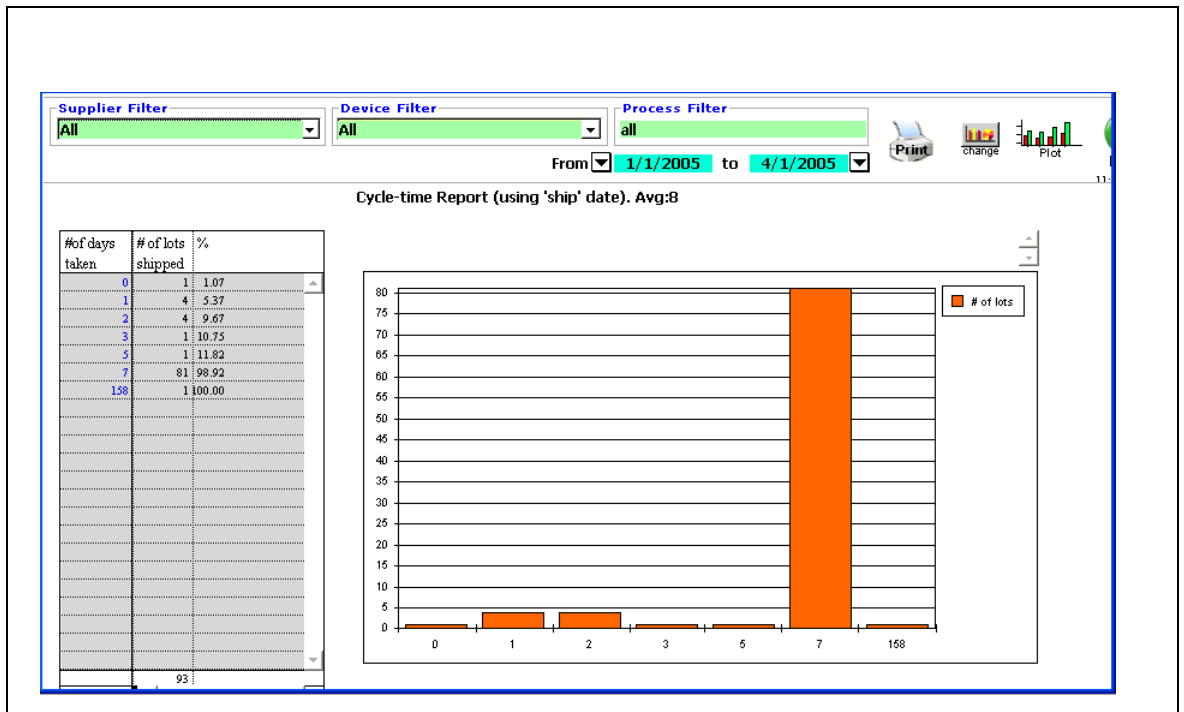 Supplier Filter Device Filter Process Filter
All All all
Print change Plot
From 1/1/2005 to 4/1/2005
Cycle-time Report (using 'ship' date). Avg:8
#of days # of lots %
taken shipped
0 1 1.07
1 4 5.37
2 4 9.67
3 1 10.75
5 1 11.82
7 81 98.92
158 1 100.00
93
80
75
70
65
60
55
50
45
40
35
30
25
20
15
10
5
0
0 1 2 3 5 7 158
# of lots